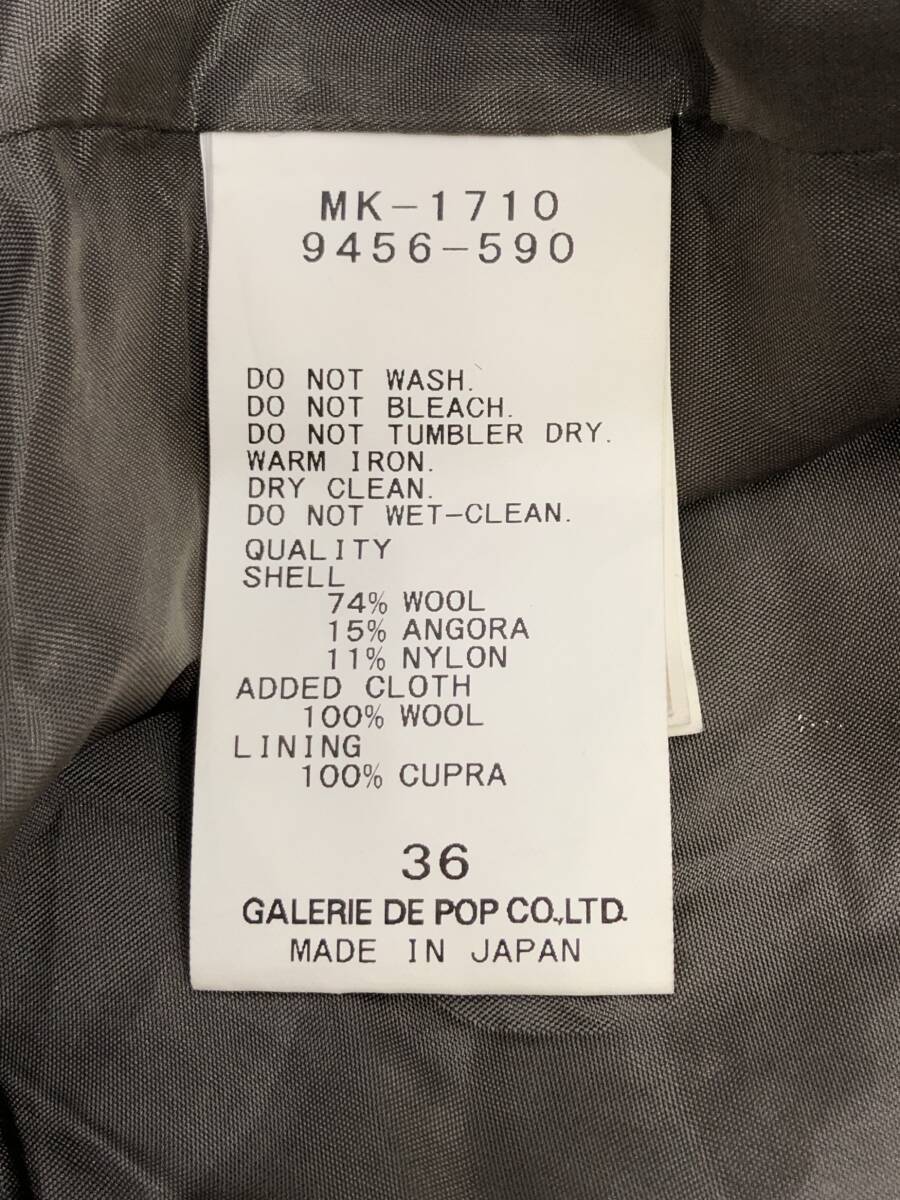 MK-1710
9456-590
DO NOT WASH.
DO NOT BLEACH.
DO NOT TUMBLER DRY.
WARM IRON.
DRY CLEAN.
DO NOT WET-CLEAN.
QUALITY
SHELL
74% WOOL
15% ANGORA
11% NYLON
ADDED CLOTH
100% WOOL
LINING
100% CUPRA
36
GALERIE DE POP CO.,LTD.
MADE IN JAPAN